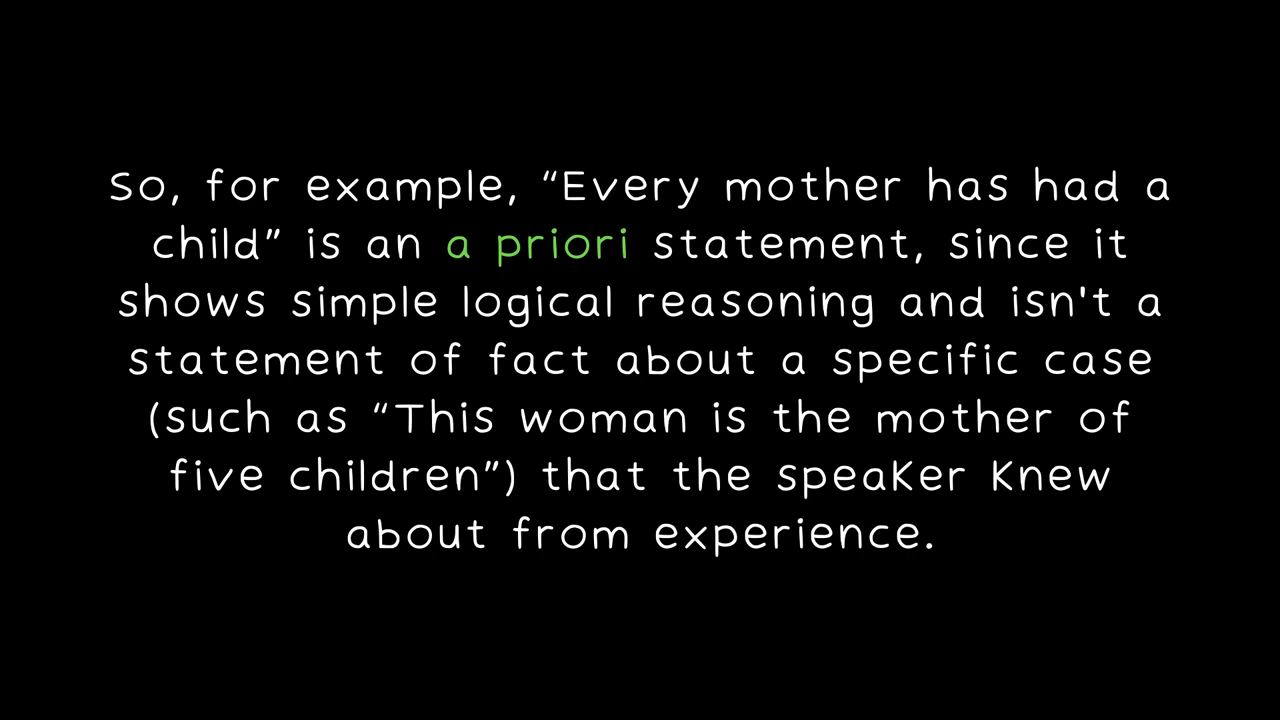 So, for example, “Every mother has had a
child” is an a priori statement, since it
shows simple logical reasoning and isn't a
statement of fact about a specific case
(such as “This woman is the mother of
five children”) that the speaker knew
about from experience.